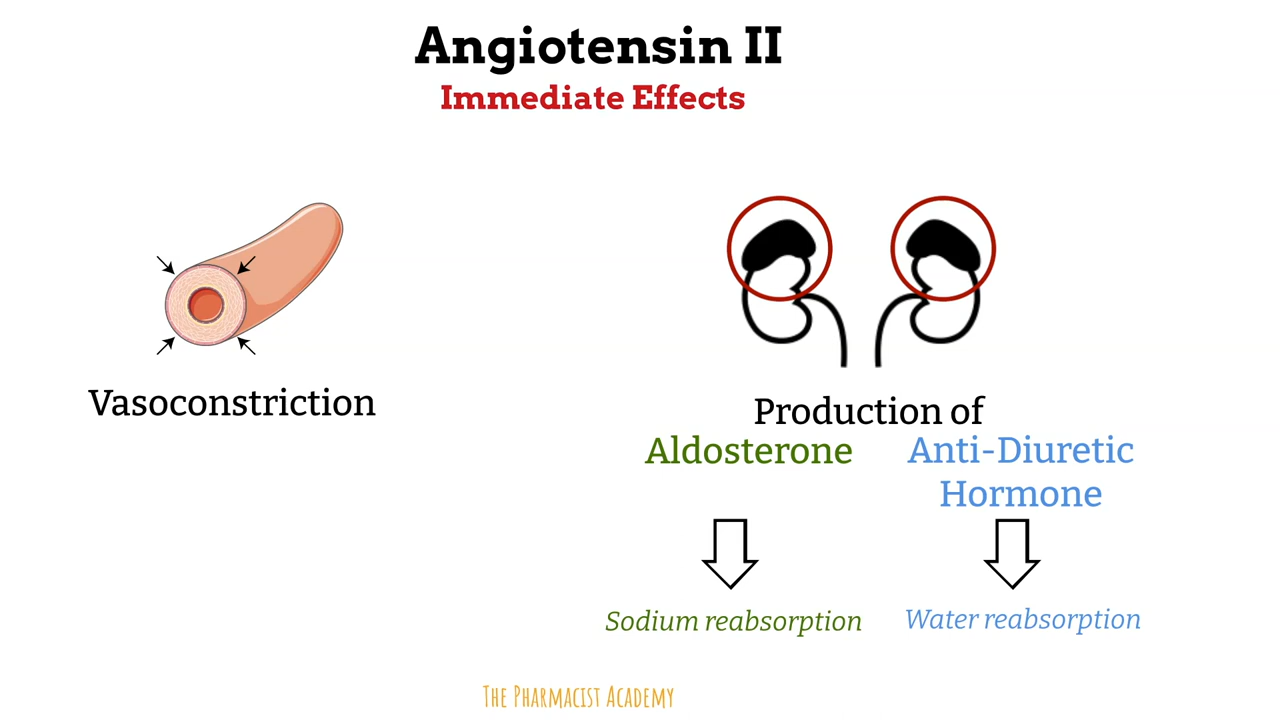 Angiotensin II
Immediate Effects
Vasoconstriction
Production of
Aldosterone
Anti-Diuretic
Hormone
Sodium reabsorption
Water reabsorption
The Pharmacist Academy